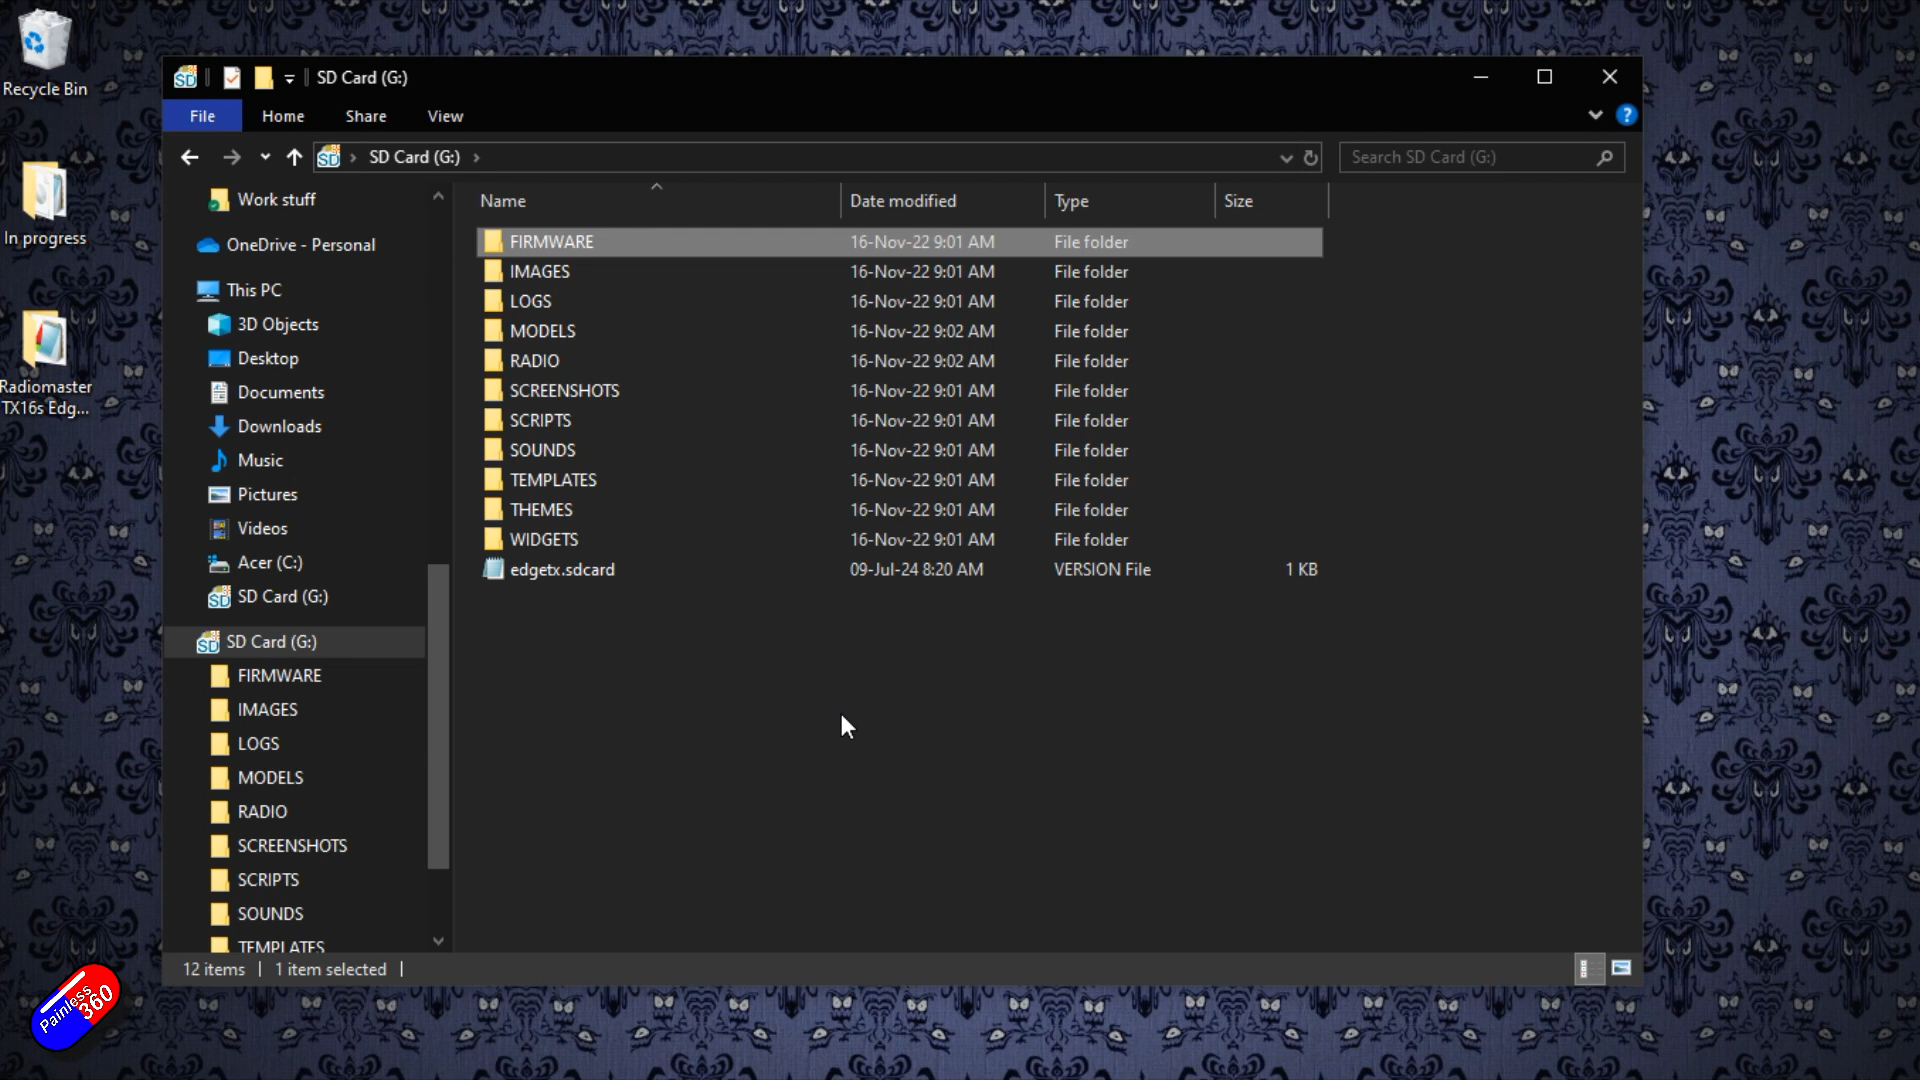 Recycle Bin
In progress
Radiomaster
TX16s Edg...
SD Card (G:)
File
Home
Share
View
SD Card (G:)
Search SD Card (G:)
Work stuff
OneDrive - Personal
This PC
3D Objects
Desktop
Documents
Downloads
Music
Pictures
Videos
Acer (C:)
SD Card (G:)
SD Card (G:)
FIRMWARE
IMAGES
LOGS
MODELS
RADIO
SCREENSHOTS
SCRIPTS
SOUNDS
TEMPLATES
Name Date modified Type Size
FIRMWARE 16-Nov-22 9:01 AM File folder
IMAGES 16-Nov-22 9:01 AM File folder
LOGS 16-Nov-22 9:01 AM File folder
MODELS 16-Nov-22 9:02 AM File folder
RADIO 16-Nov-22 9:02 AM File folder
SCREENSHOTS 16-Nov-22 9:01 AM File folder
SCRIPTS 16-Nov-22 9:01 AM File folder
SOUNDS 16-Nov-22 9:01 AM File folder
TEMPLATES 16-Nov-22 9:01 AM File folder
THEMES 16-Nov-22 9:01 AM File folder
WIDGETS 16-Nov-22 9:01 AM File folder
edgetx.sdcard 09-Jul-24 8:20 AM VERSION File 1 KB
12 items
1 item selected
Painless
360